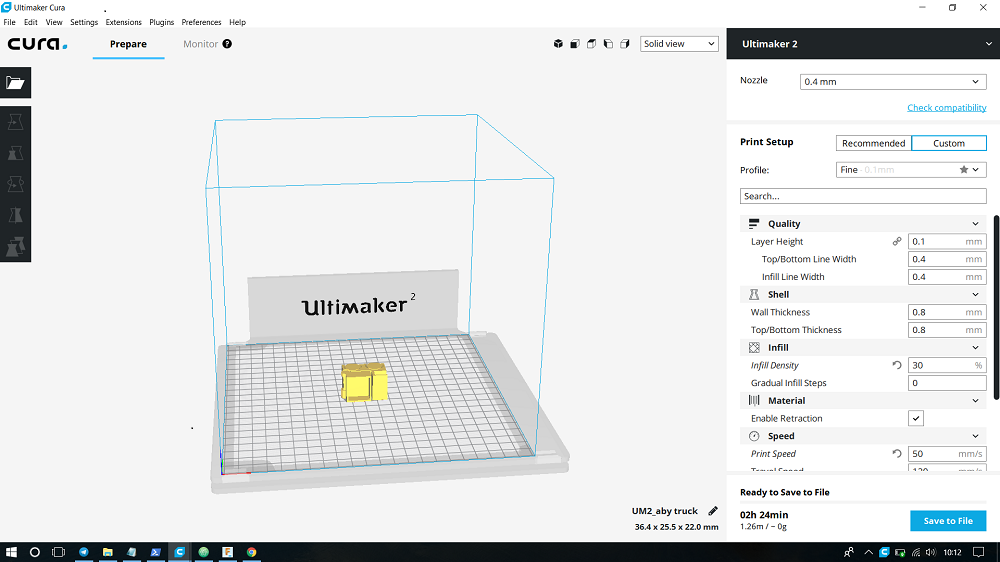 Ultimaker Cura
File Edit View Settings Extensions Plugins Preferences Help
cura.
Prepare
Monitor ?
Solid view
Ultimaker 2
Nozzle
0.4 mm
Check compatibility
Print Setup
Recommended
Custom
Profile:
Fine - 0.1mm
Search...
Quality
Layer Height
0.1 mm
Top/Bottom Line Width
0.4 mm
Infill Line Width
0.4 mm
Shell
Wall Thickness
0.8 mm
Top/Bottom Thickness
0.8 mm
Infill
Infill Density
30 %
Gradual Infill Steps
0
Material
Enable Retraction
Speed
Print Speed
50 mm/s
Travel Speed
120 mm/s
Ultimaker 2
UM2_aby truck
36.4 x 25.5 x 22.0 mm
Ready to Save to File
02h 24min
1.26m / ~ 0g
Save to File
10:12